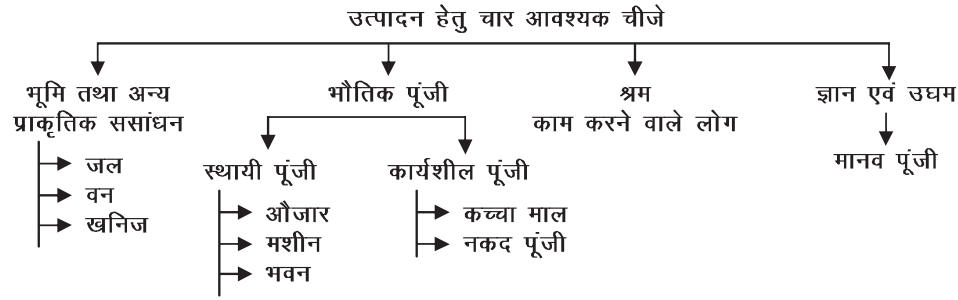 उत्पादन हेतु चार आवश्यक चीजे
भूमि तथा अन्य
प्राकृतिक ससांधन
जल
वन
खनिज
भौतिक पूंजी
स्थायी पूंजी
औजार
मशीन
भवन
कार्यशील पूंजी
कच्चा माल
नकद पूंजी
श्रम
काम करने वाले लोग
ज्ञान एवं उघम
मानव पूंजी